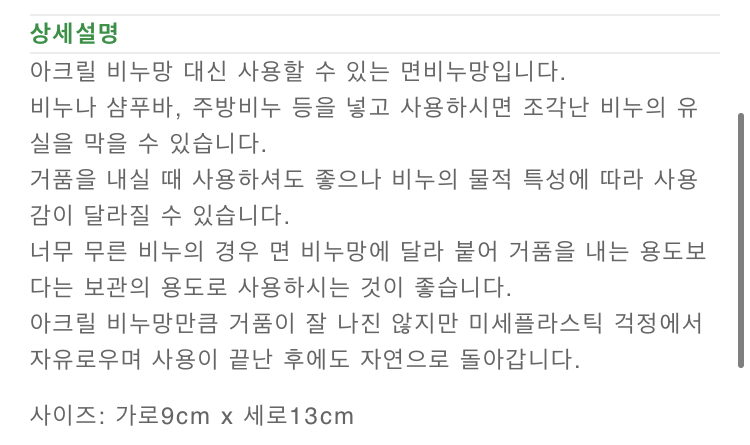 상세설명
아크릴 비누망 대신 사용할 수 있는 면비누망입니다.
비누나 샴푸바, 주방비누 등을 넣고 사용하시면 조각난 비누의 유
실을 막을 수 있습니다.
거품을 내실 때 사용하셔도 좋으나 비누의 물적 특성에 따라 사용
감이 달라질 수 있습니다.
너무 무른 비누의 경우 면 비누망에 달라 붙어 거품을 내는 용도보
다는 보관의 용도로 사용하시는 것이 좋습니다.
아크릴 비누망만큼 거품이 잘 나진 않지만 미세플라스틱 걱정에서
자유로우며 사용이 끝난 후에도 자연으로 돌아갑니다.
사이즈: 가로9cm x 세로13cm